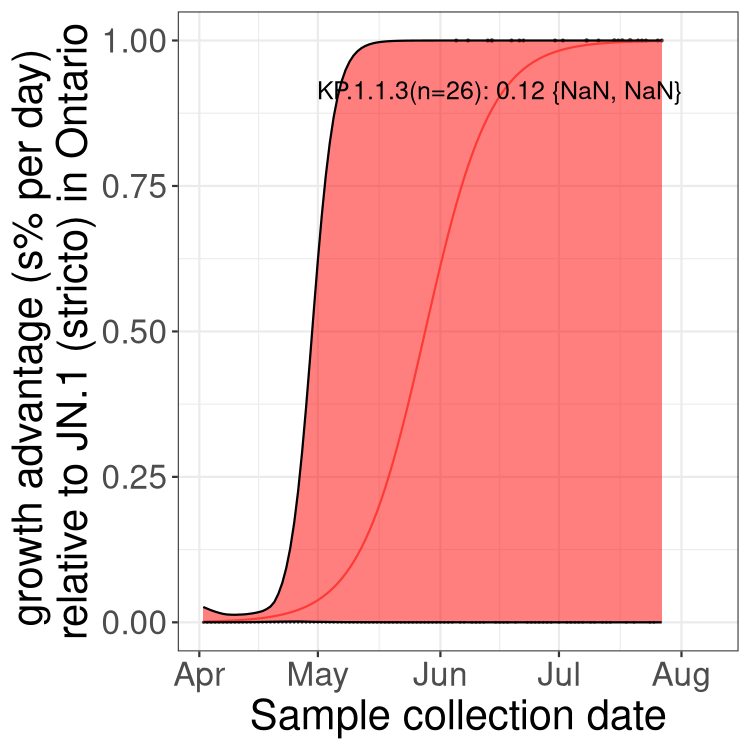 growth advantage (s% per day)
relative to JN.1 (stricto) in Ontario
1.00
0.75
0.50
0.25
0.00
KP.1.1.3(n=26): 0.12 {NaN, NaN}
Apr May Jun Jul Aug
Sample collection date